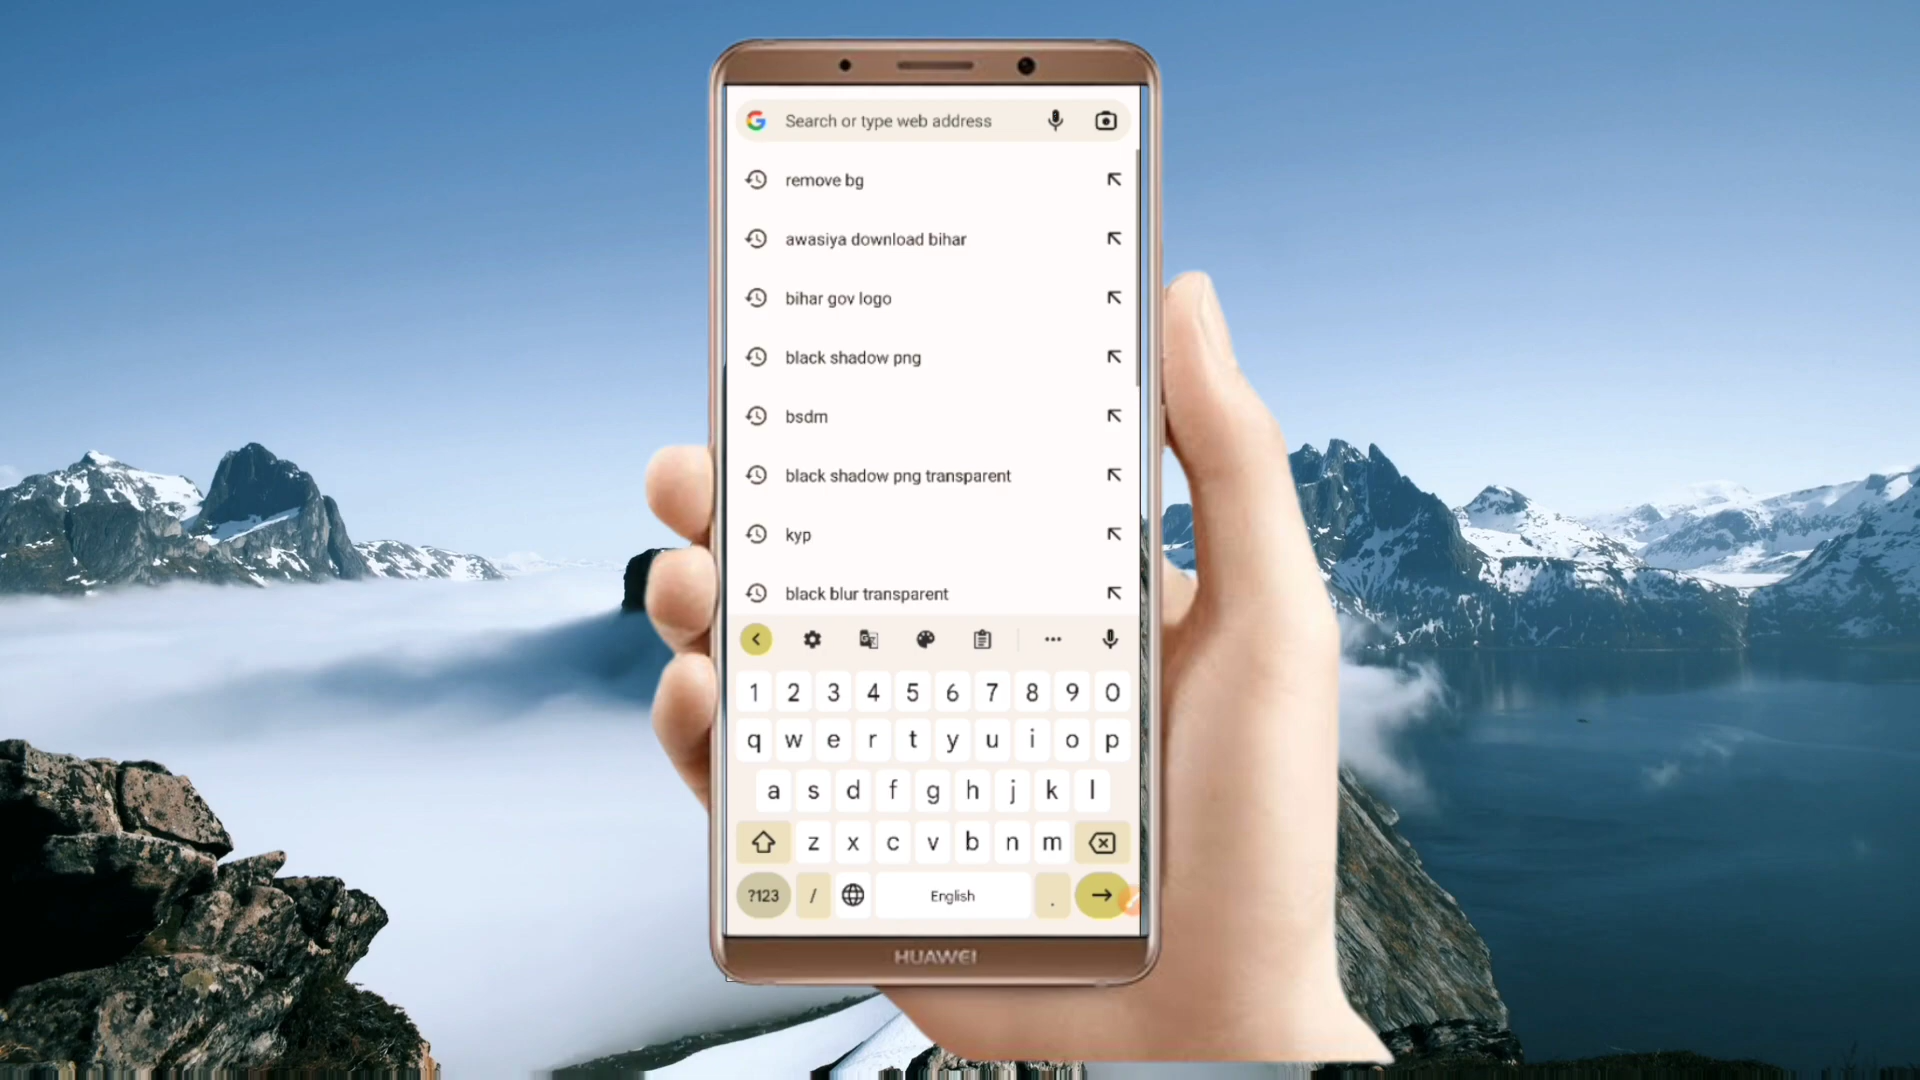 Search or type web address
remove bg
awasiya download bihar
bihar gov logo
black shadow png
bsdm
black shadow png transparent
kyp
black blur transparent
1 2 3 4 5 6 7 8 9 0
q w e r t y u i o p
a s d f g h j k l
z x c v b n m
?123 / English .
HUAWEI